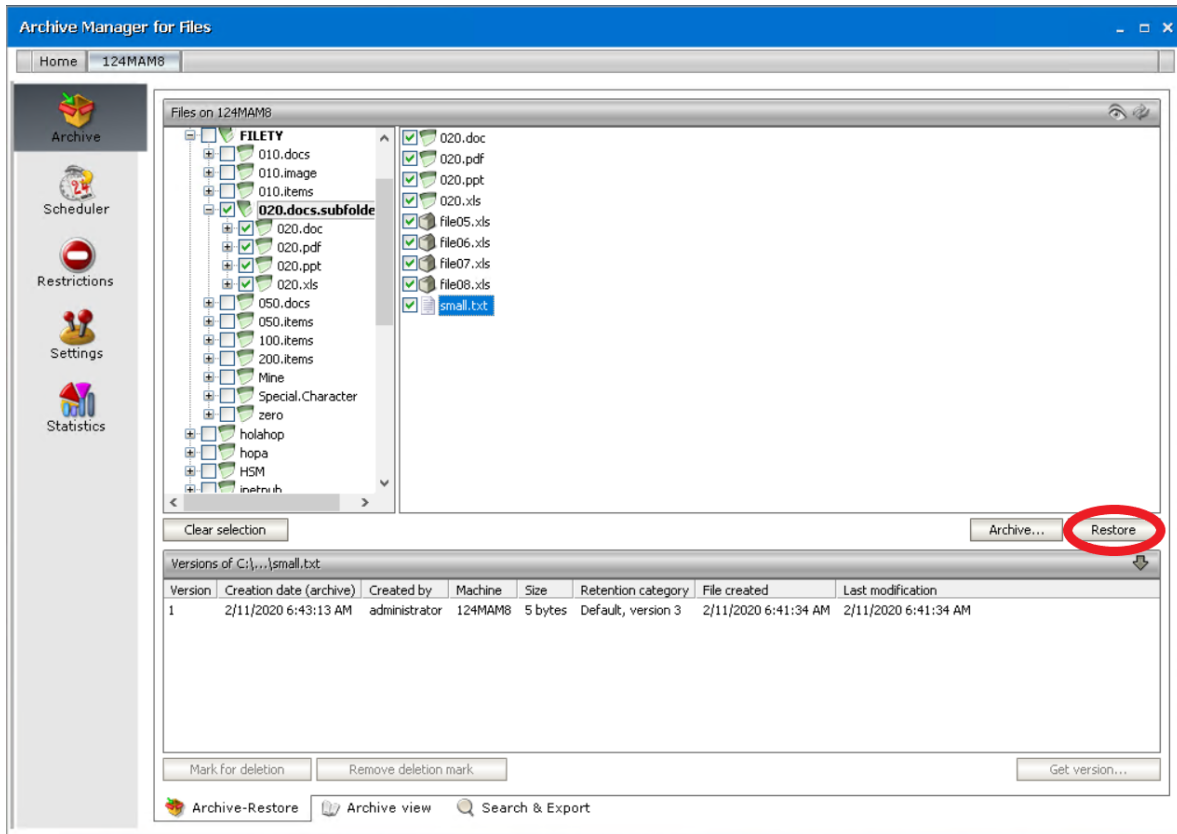 Archive Manager for Files
Home 124MAM8
Archive
Scheduler
Restrictions
Settings
Statistics
Files on 124MAM8
FILETY
010.docs
010.image
010.items
020.docs.subfolde
020.doc
020.pdf
020.ppt
020.xls
050.docs
050.items
100.items
200.items
Mine
Special.Character
zero
holahop
hopa
HSM
inetpub
020.doc
020.pdf
020.ppt
020.xls
file05.xls
file06.xls
file07.xls
file08.xls
small.txt
Clear selection Archive... Restore
Versions of C:\...\small.txt
Version Creation date (archive) Created by Machine Size Retention category File created Last modification
1 2/11/2020 6:43:13 AM administrator 124MAM8 5 bytes Default, version 3 2/11/2020 6:41:34 AM 2/11/2020 6:41:34 AM
Mark for deletion Remove deletion mark Get version...
Archive-Restore Archive view Search & Export